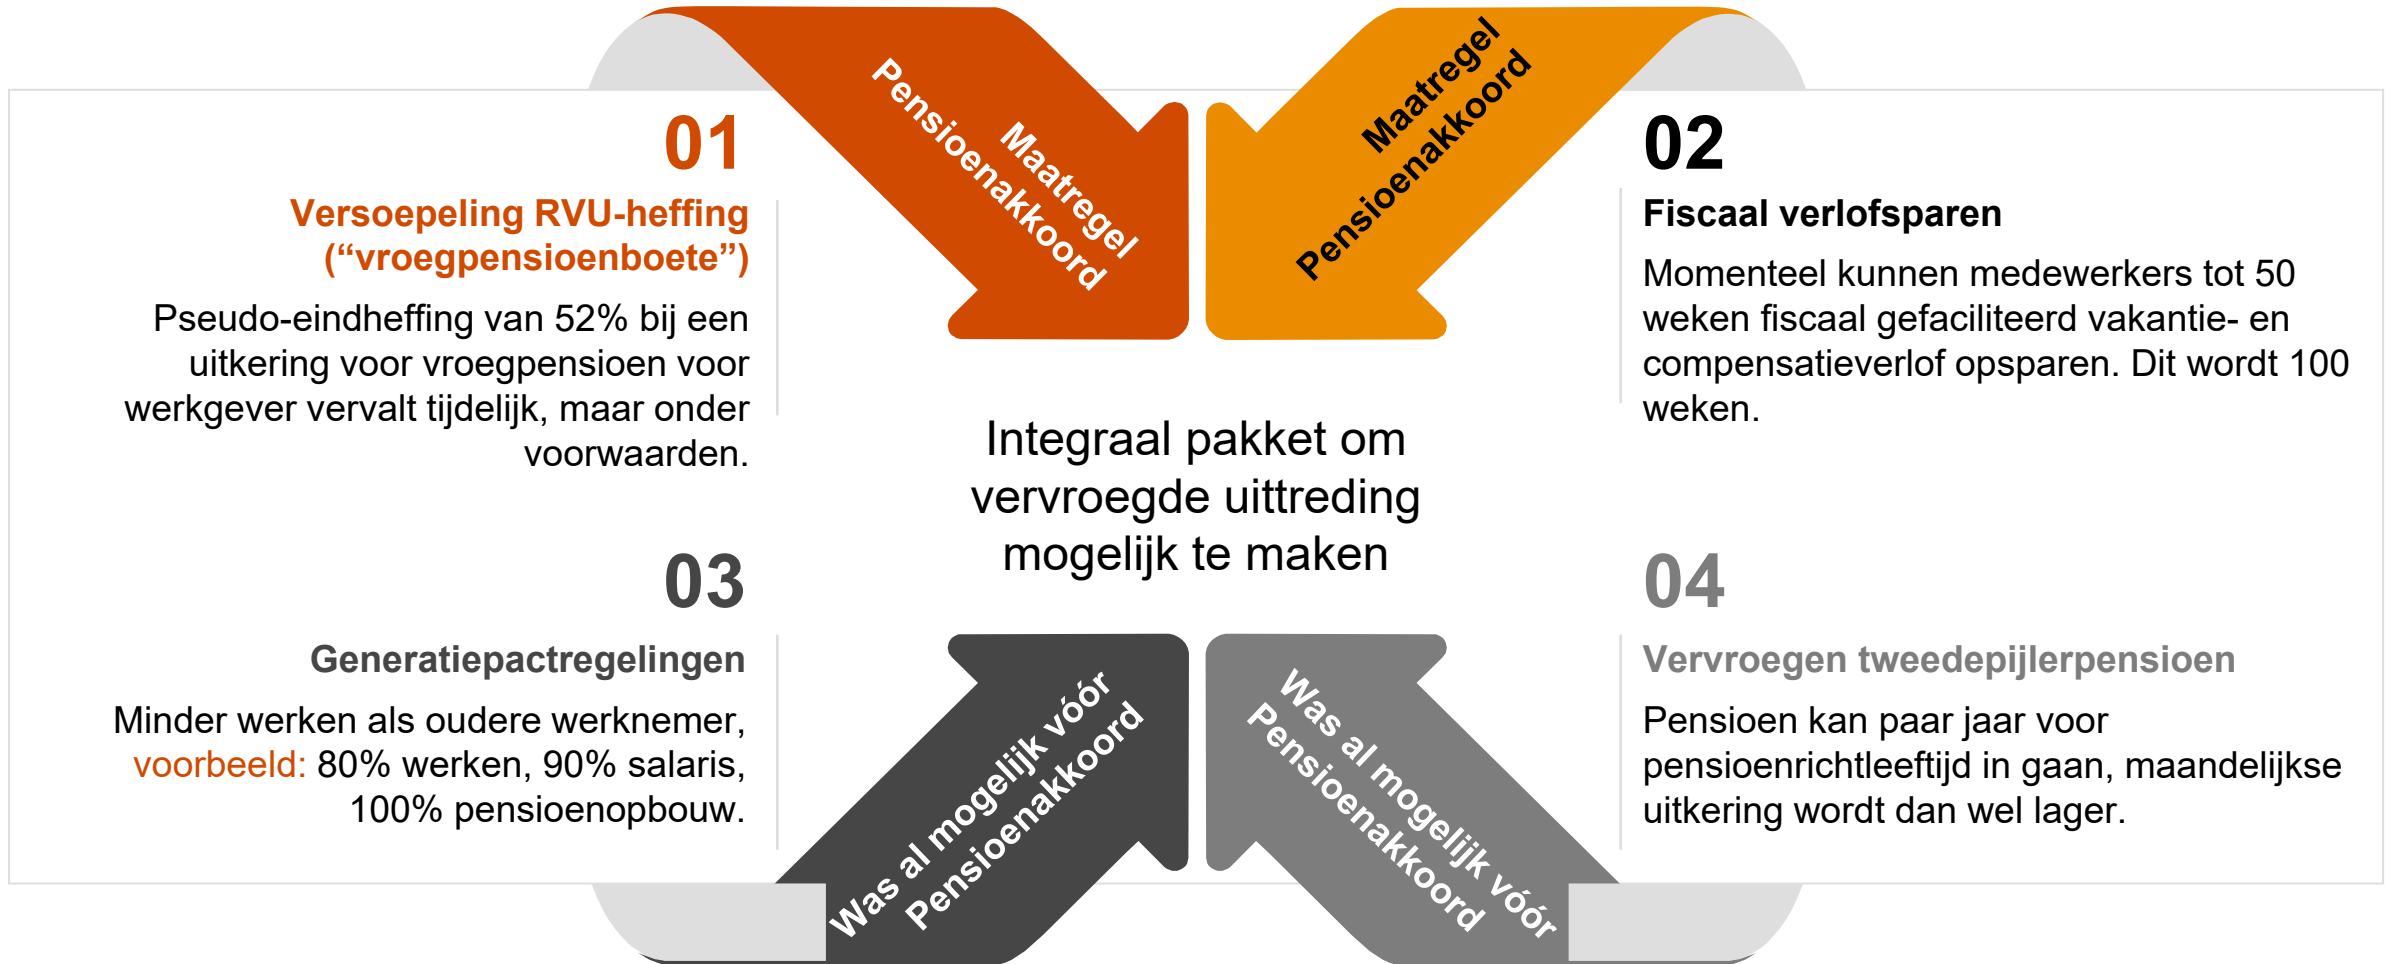 Maatregel
Pensioenakkoord
Maatregel
Pensioenakkoord
01
Versoepeling RVU-heffing
(“vroegpensioenboete”)
Pseudo-eindheffing van 52% bij een
uitkering voor vroegpensioen voor
werkgever vervalt tijdelijk, maar onder
voorwaarden.
02
Fiscaal verlofsparen
Momenteel kunnen medewerkers tot 50
weken fiscaal gefaciliteerd vakantie- en
compensatieverlof opsparen. Dit wordt 100
weken.
Integraal pakket om
vervroegde uittreding
mogelijk te maken
03
Generatiepactregelingen
Minder werken als oudere werknemer,
voorbeeld: 80% werken, 90% salaris,
100% pensioenopbouw.
04
Vervroegen tweedepijlerpensioen
Pensioen kan paar jaar voor
pensioenrichtleeftijd in gaan, maandelijkse
uitkering wordt dan wel lager.
Was al mogelijk vóór
Pensioenakkoord
Was al mogelijk vóór
Pensioenakkoord